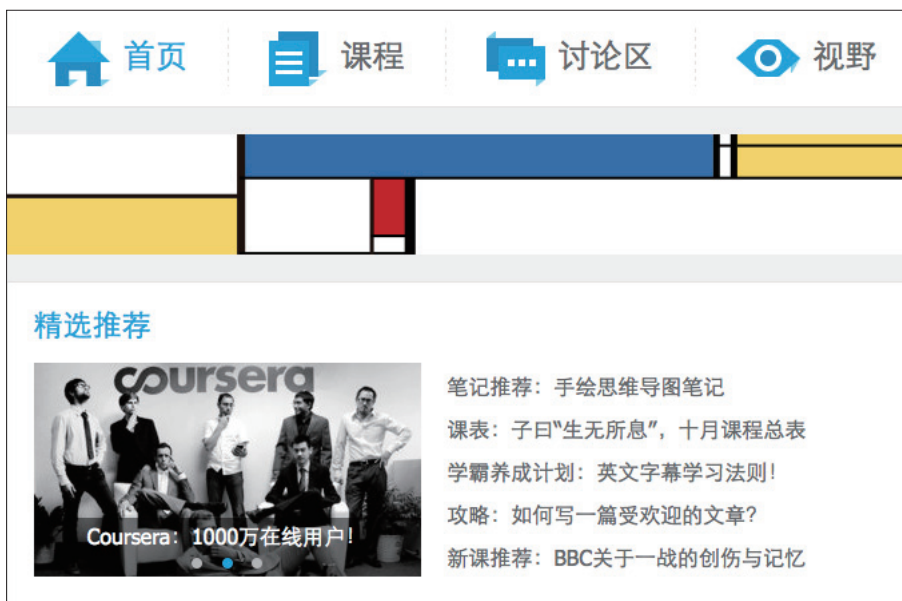 首页 课程 讨论区 视野
精选推荐
coursera
Coursera：1000万在线用户！
笔记推荐：手绘思维导图笔记
课表：子曰“生无所息”，十月课程总表
学霸养成计划：英文字幕学习法则！
攻略：如何写一篇受欢迎的文章？
新课推荐：BBC关于一战的创伤与记忆